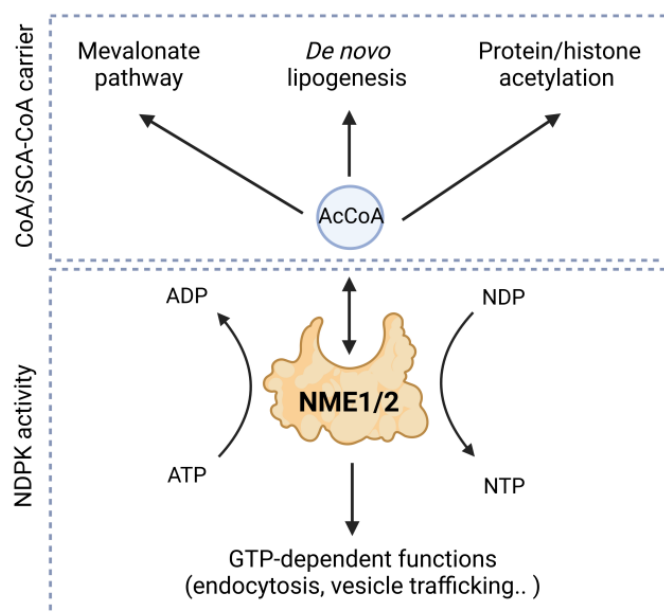 CoA/SCA-CoA carrier
Mevalonate
pathway
De novo
lipogenesis
Protein/histone
acetylation
AcCoA
NDPK activity
ADP
NDP
NME1/2
ATP
NTP
GTP-dependent functions
(endocytosis, vesicle trafficking.. )